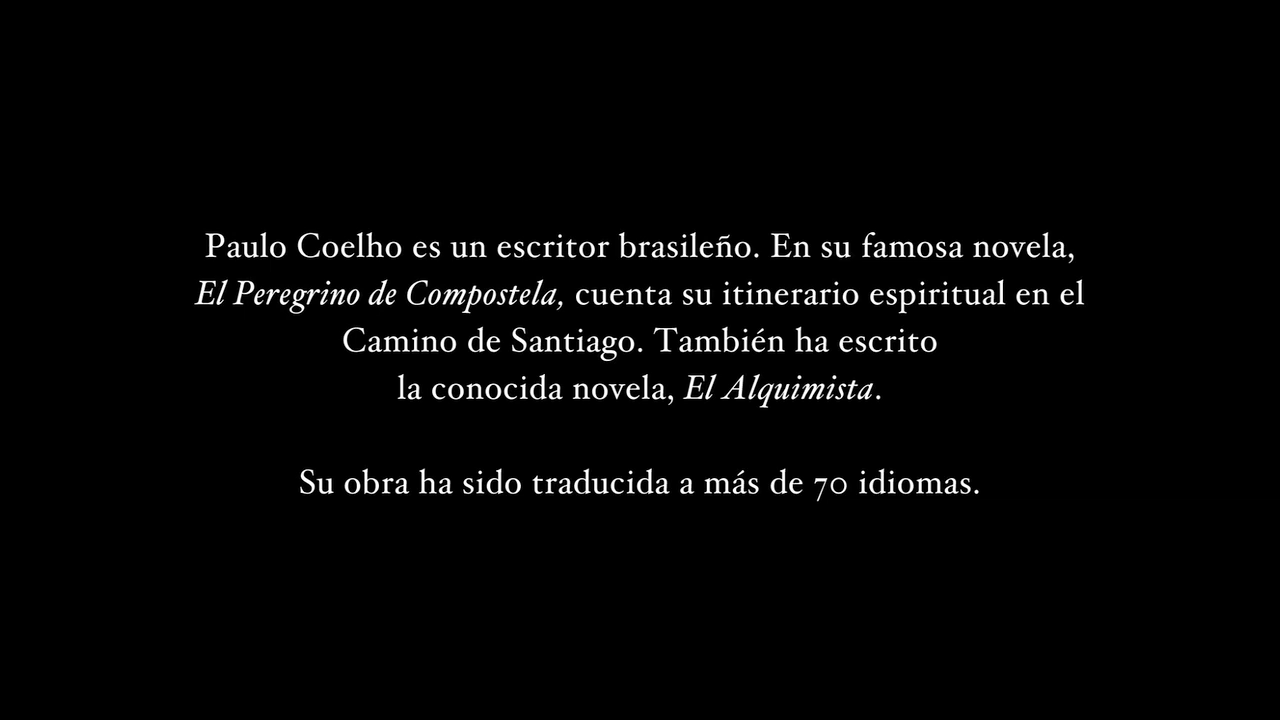 Paulo Coelho es un escritor brasileño. En su famosa novela,
El Peregrino de Compostela, cuenta su itinerario espiritual en el
Camino de Santiago. También ha escrito
la conocida novela, El Alquimista.
Su obra ha sido traducida a más de 70 idiomas.